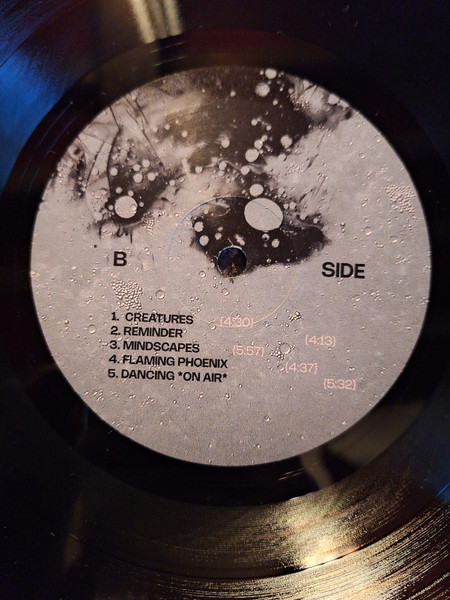 B SIDE
1. CREATURES (4:30)
2. REMINDER (4:13)
3. MINDSCAPES (5:57)
4. FLAMING PHOENIX (4:37)
5. DANCING *ON AIR* (5:32)